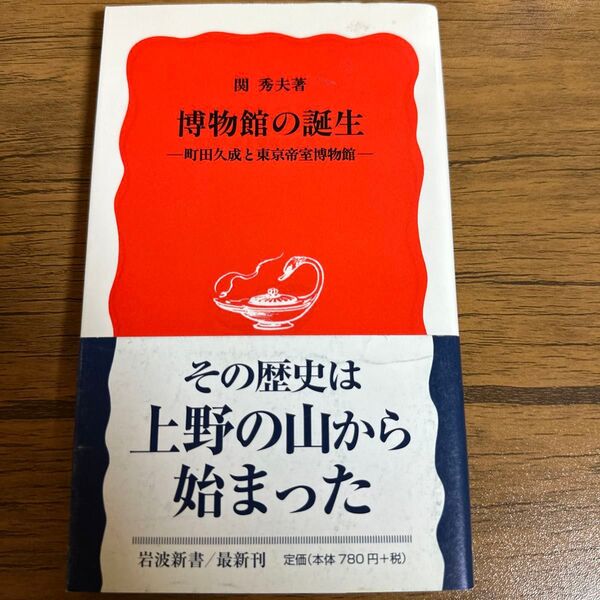 関 秀夫著
博物館の誕生
―町田久成と東京帝室博物館―
その歴史は
上野の山から
始まった
岩波新書/最新刊 定価(本体780円+税)